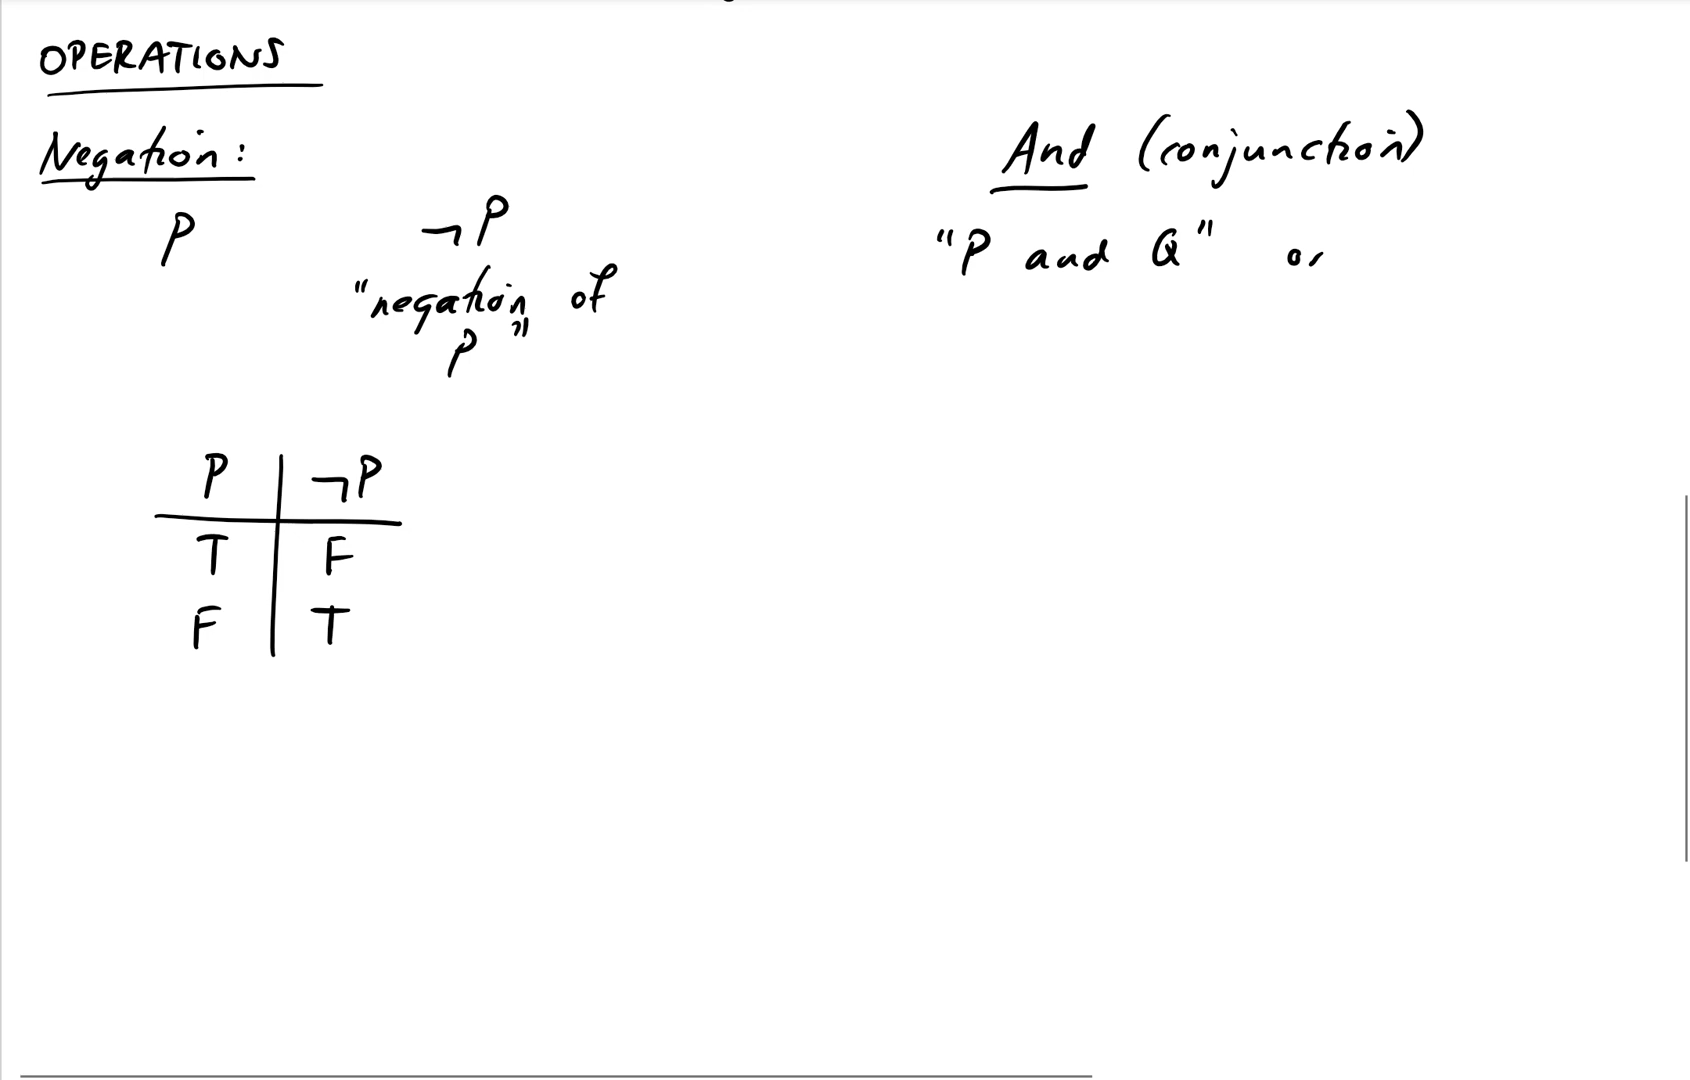 OPERATIONS
Negation:
P ¬P
"negation of
P"
P ¬P
T F
F T
And (conjunction)
"P and Q" or